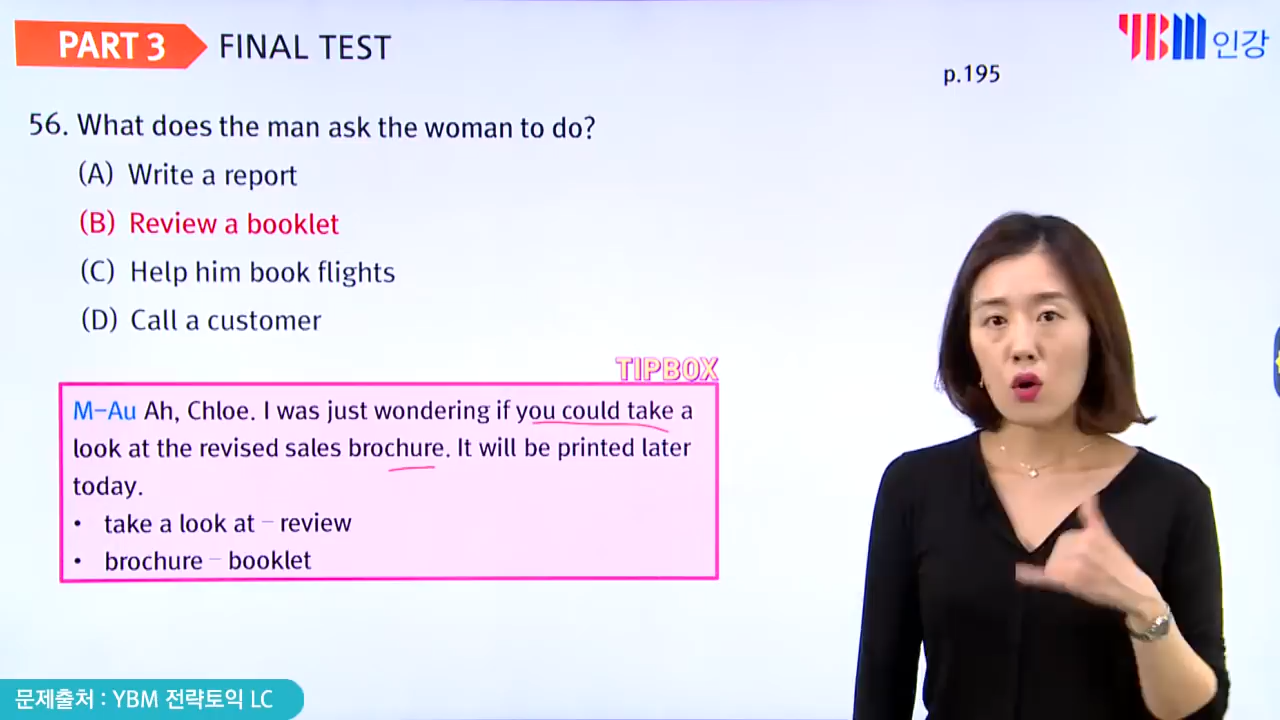 PART 3 FINAL TEST
YBM 인강
p.195
56. What does the man ask the woman to do?
(A) Write a report
(B) Review a booklet
(C) Help him book flights
(D) Call a customer
TIPBOX
M-Au Ah, Chloe. I was just wondering if you could take a
look at the revised sales brochure. It will be printed later
today.
• take a look at – review
• brochure – booklet
문제출처 : YBM 전략토익 LC